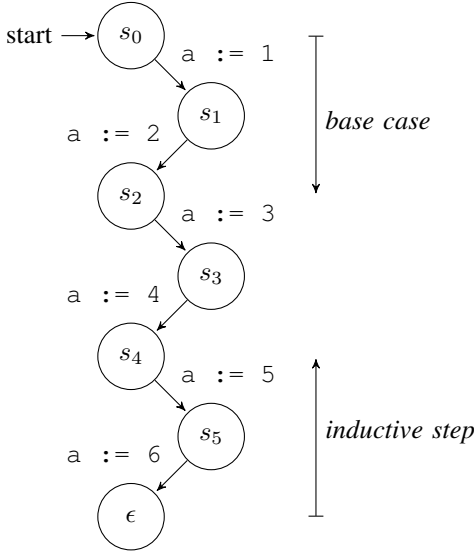 start
s₀
a := 1
s₁
base case
a := 2
s₂
a := 3
s₃
a := 4
s₄
a := 5
s₅
inductive step
a := 6
ϵ